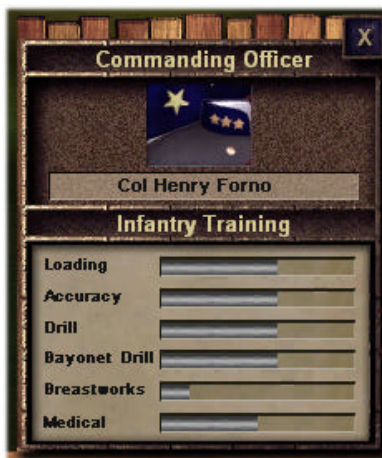 X
Commanding Officer
Col Henry Forno
Infantry Training
Loading
Accuracy
Drill
Bayonet Drill
Breastworks
Medical